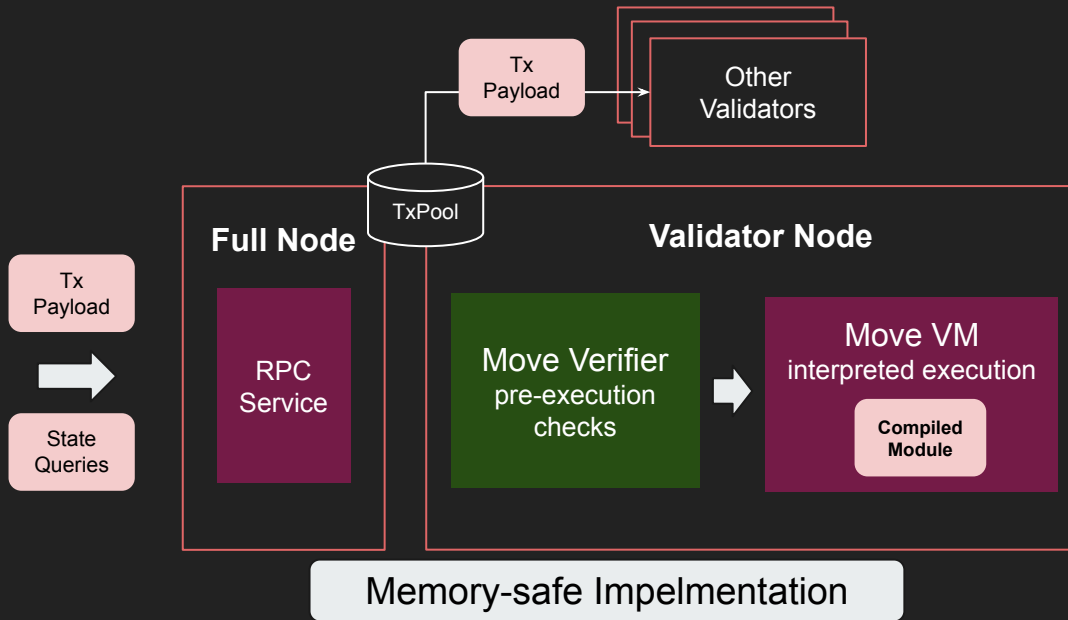 Tx
Payload
Other
Validators
TxPool
Full Node
Validator Node
Tx
Payload
State
Queries
RPC
Service
Move Verifier
pre-execution
checks
Move VM
interpreted execution
Compiled
Module
Memory-safe Impelmentation